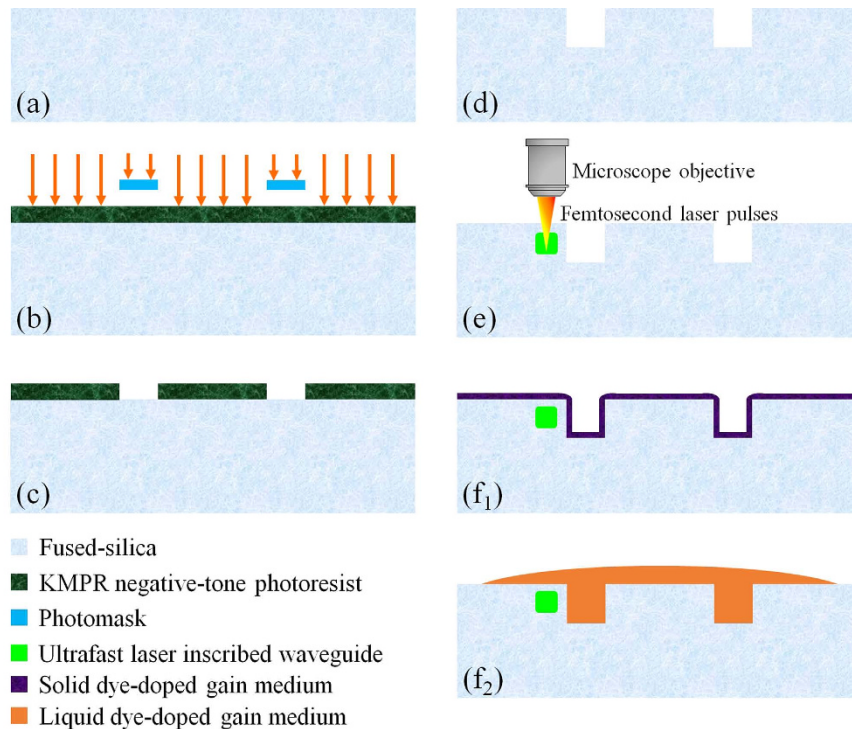 (a)
(b)
(c)
Fused-silica
KMPR negative-tone photoresist
Photomask
Ultrafast laser inscribed waveguide
Solid dye-doped gain medium
Liquid dye-doped gain medium
(d)
Microscope objective
Femtosecond laser pulses
(e)
(f1)
(f2)